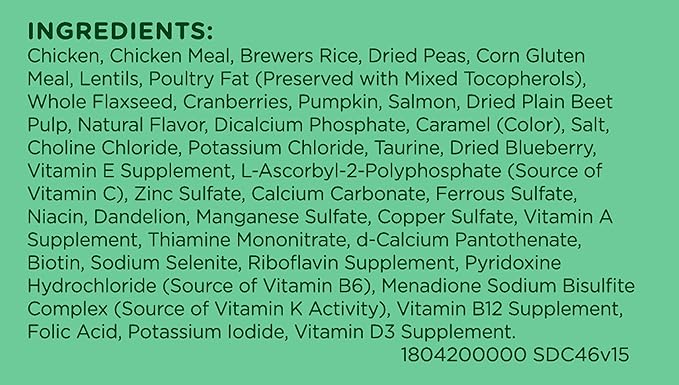 INGREDIENTS:
Chicken, Chicken Meal, Brewers Rice, Dried Peas, Corn Gluten
Meal, Lentils, Poultry Fat (Preserved with Mixed Tocopherols),
Whole Flaxseed, Cranberries, Pumpkin, Salmon, Dried Plain Beet
Pulp, Natural Flavor, Dicalcium Phosphate, Caramel (Color), Salt,
Choline Chloride, Potassium Chloride, Taurine, Dried Blueberry,
Vitamin E Supplement, L-Ascorbyl-2-Polyphosphate (Source of
Vitamin C), Zinc Sulfate, Calcium Carbonate, Ferrous Sulfate,
Niacin, Dandelion, Manganese Sulfate, Copper Sulfate, Vitamin A
Supplement, Thiamine Mononitrate, d-Calcium Pantothenate,
Biotin, Sodium Selenite, Riboflavin Supplement, Pyridoxine
Hydrochloride (Source of Vitamin B6), Menadione Sodium Bisulfite
Complex (Source of Vitamin K Activity), Vitamin B12 Supplement,
Folic Acid, Potassium Iodide, Vitamin D3 Supplement.
1804200000 SDC46v15